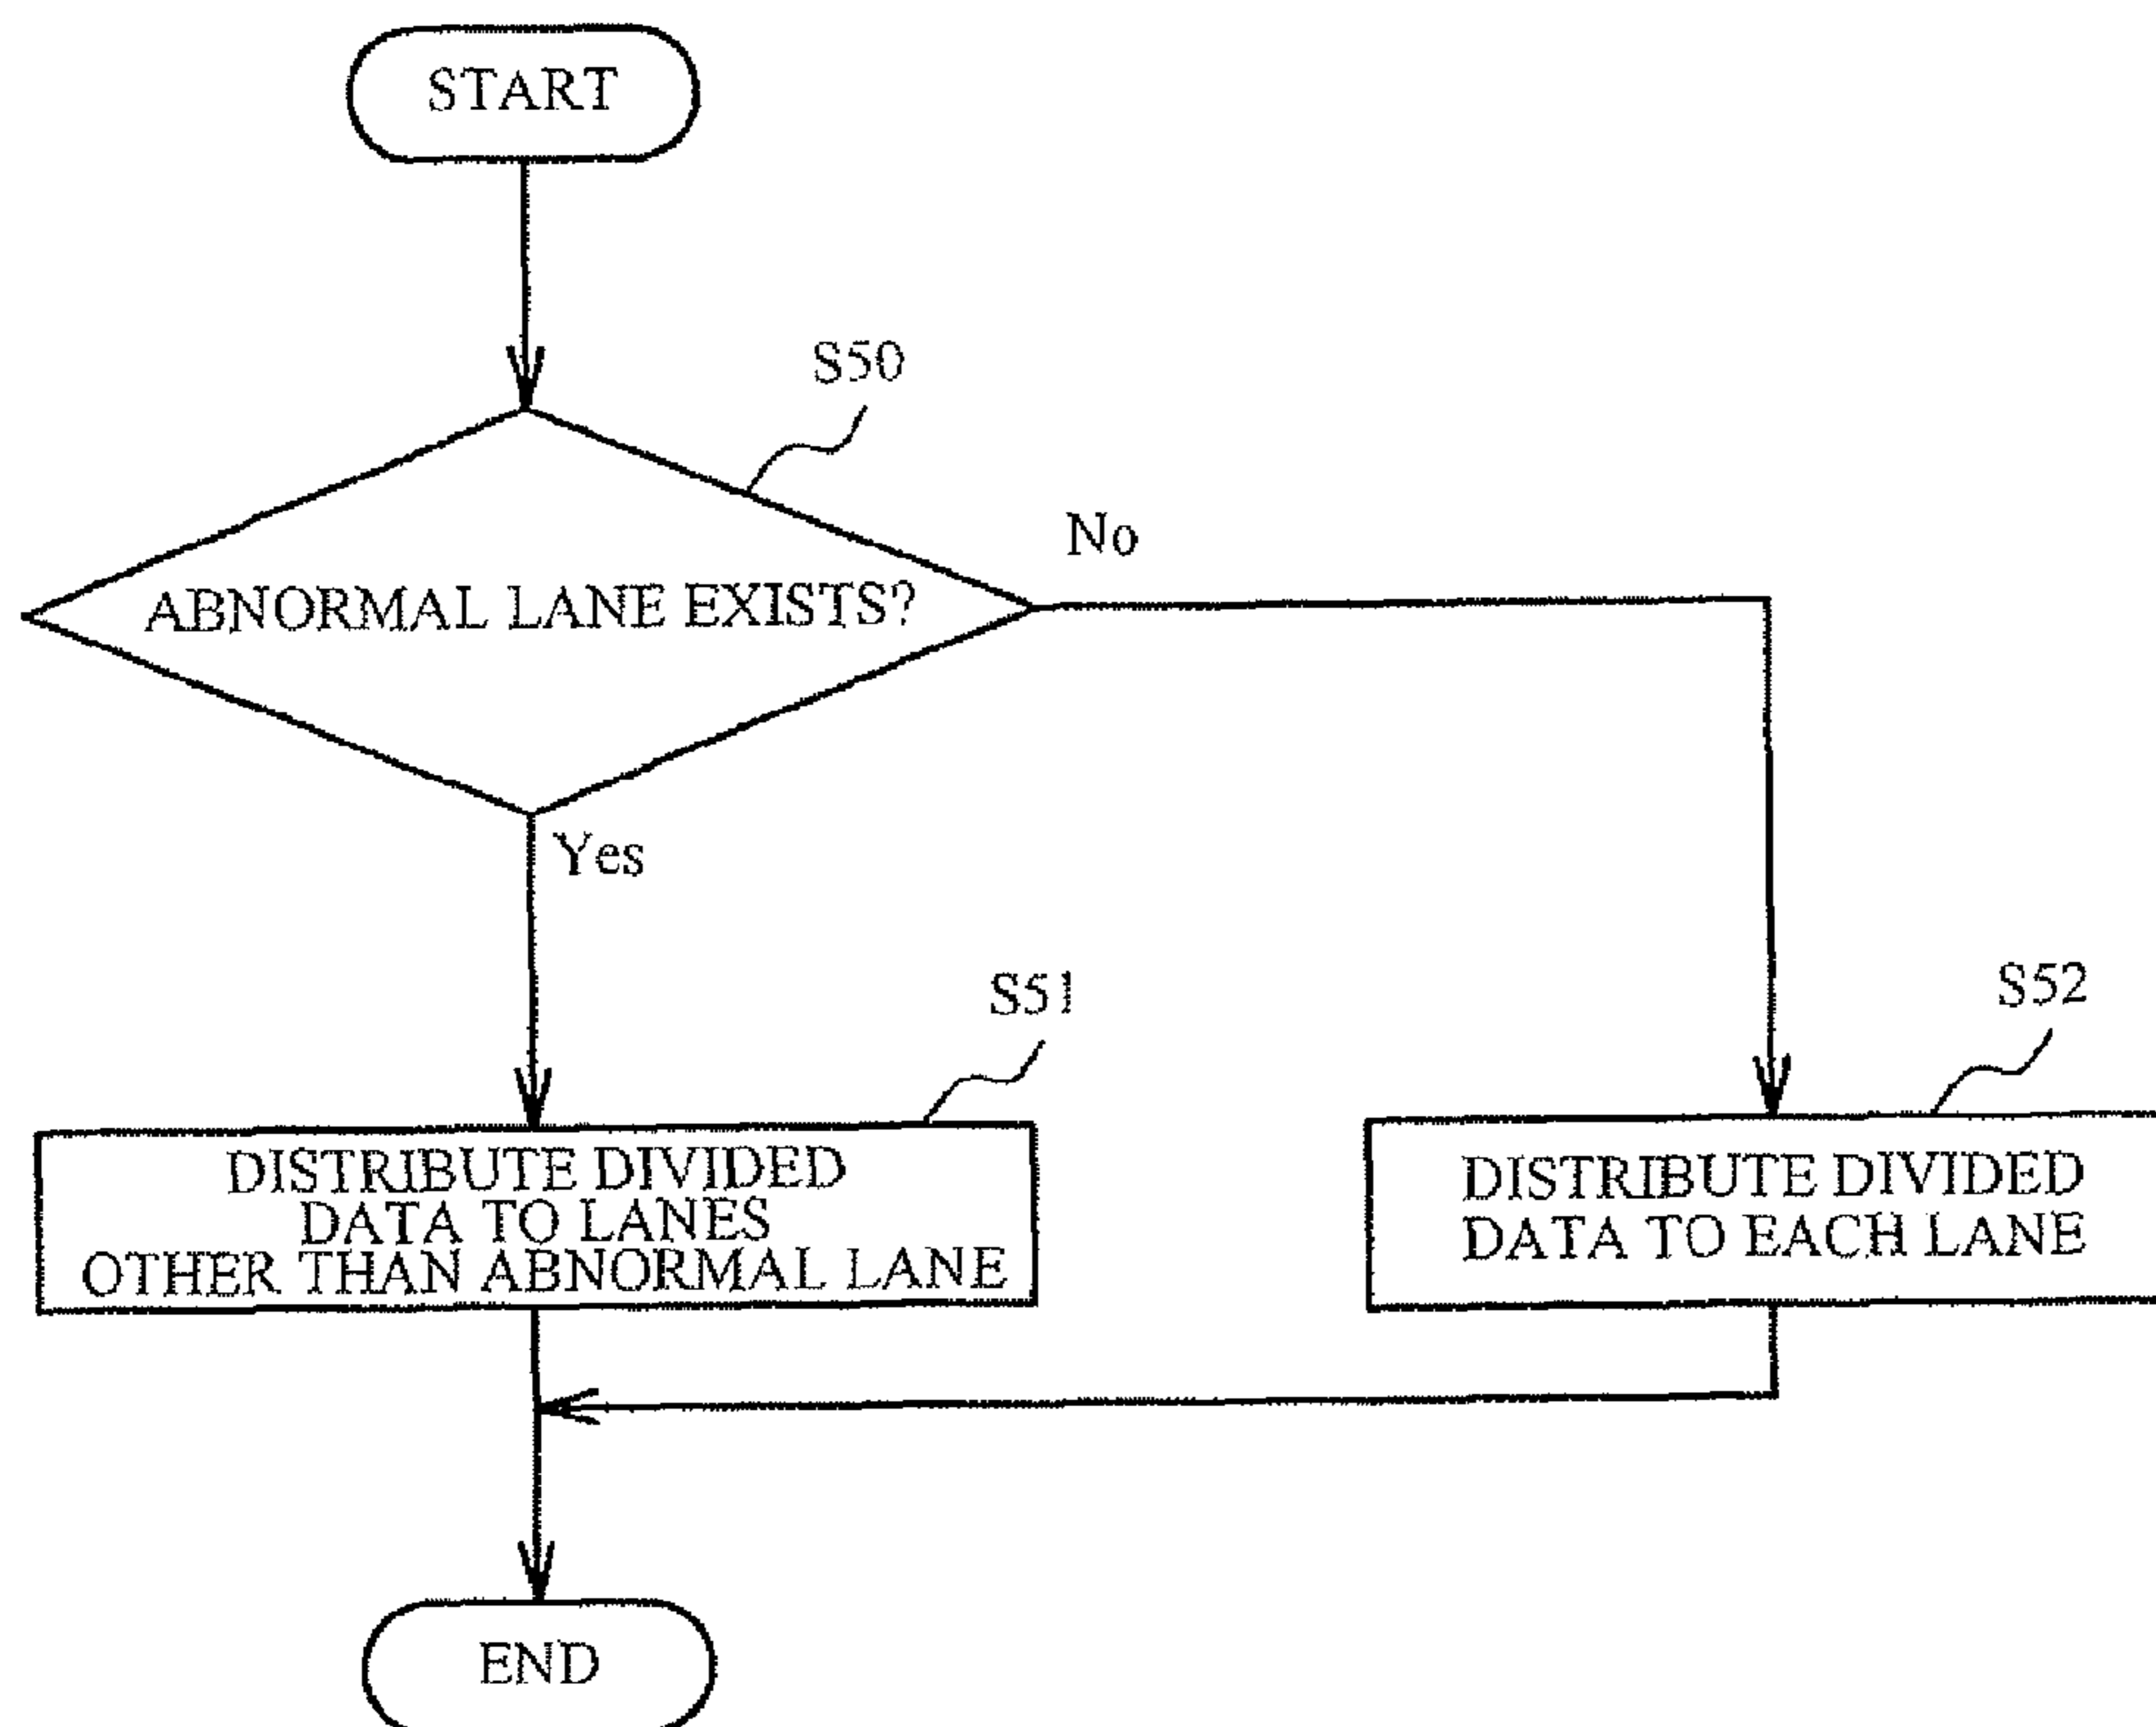 START
S50
No
ABNORMAL LANE EXISTS?
Yes
S51
S52
DISTRIBUTE DIVIDED
DATA TO LANES
OTHER THAN ABNORMAL LANE
DISTRIBUTE DIVIDED
DATA TO EACH LANE
END